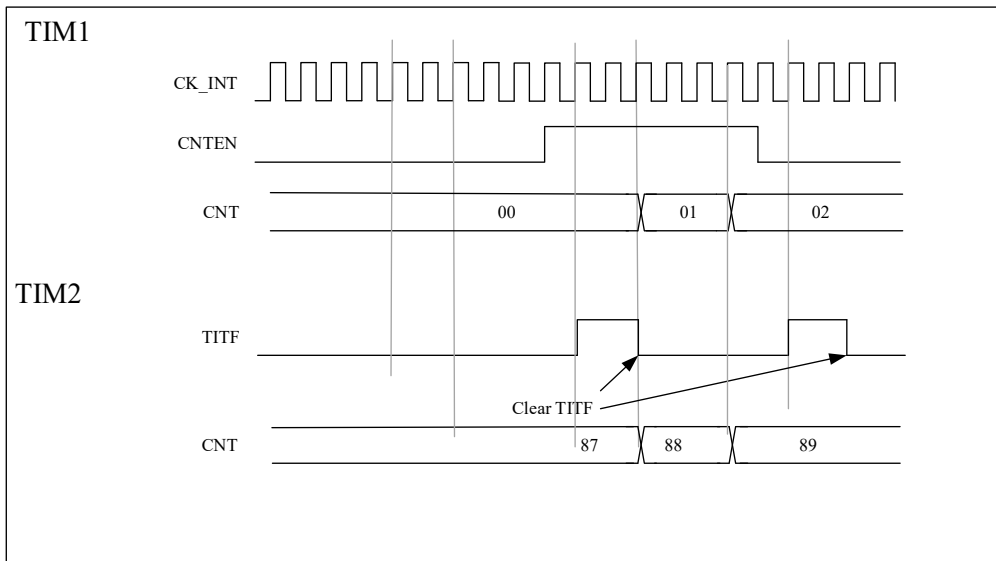 TIM1
CK_INT
CNTEN
CNT
00 01 02
TIM2
TITF
Clear TITF
CNT
87 88 89